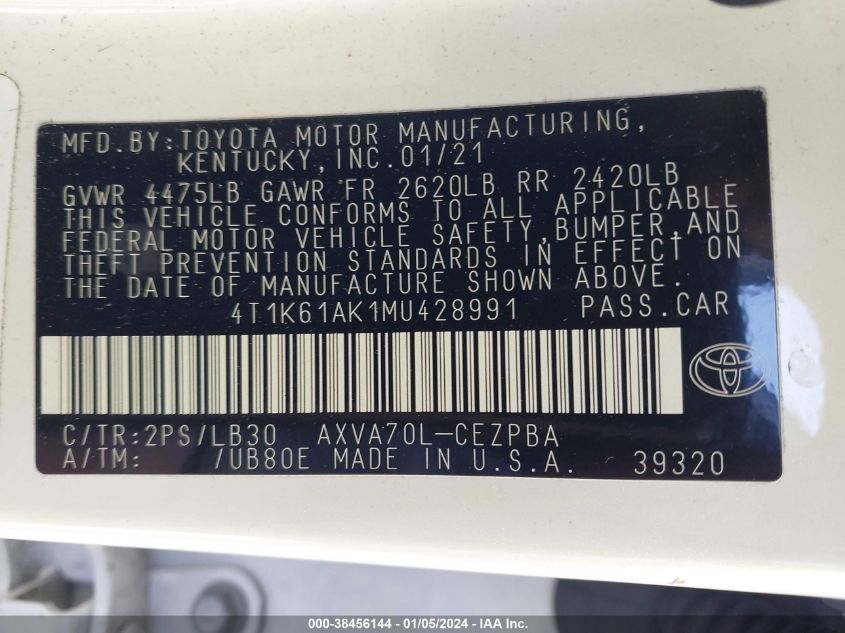 MFD.BY:TOYOTA MOTOR MANUFACTURING,
KENTUCKY,INC.01/21
GVWR 4475LB GAWR FR 2620LB RR 2420LB
THIS VEHICLE CONFORMS TO ALL APPLICABLE
FEDERAL MOTOR VEHICLE SAFETY,BUMPER,AND
THEFT PREVENTION STANDARDS IN EFFECT ON
THE DATE OF MANUFACTURE SHOWN ABOVE.
4T1K61AK1MU428991 PASS.CAR
C/TR:2PS/LB30 AXVA70L-CEZPBA
A/TM: /UB80E MADE IN U.S.A. 39320
000-38456144 - 01/05/2024 - IAA Inc.